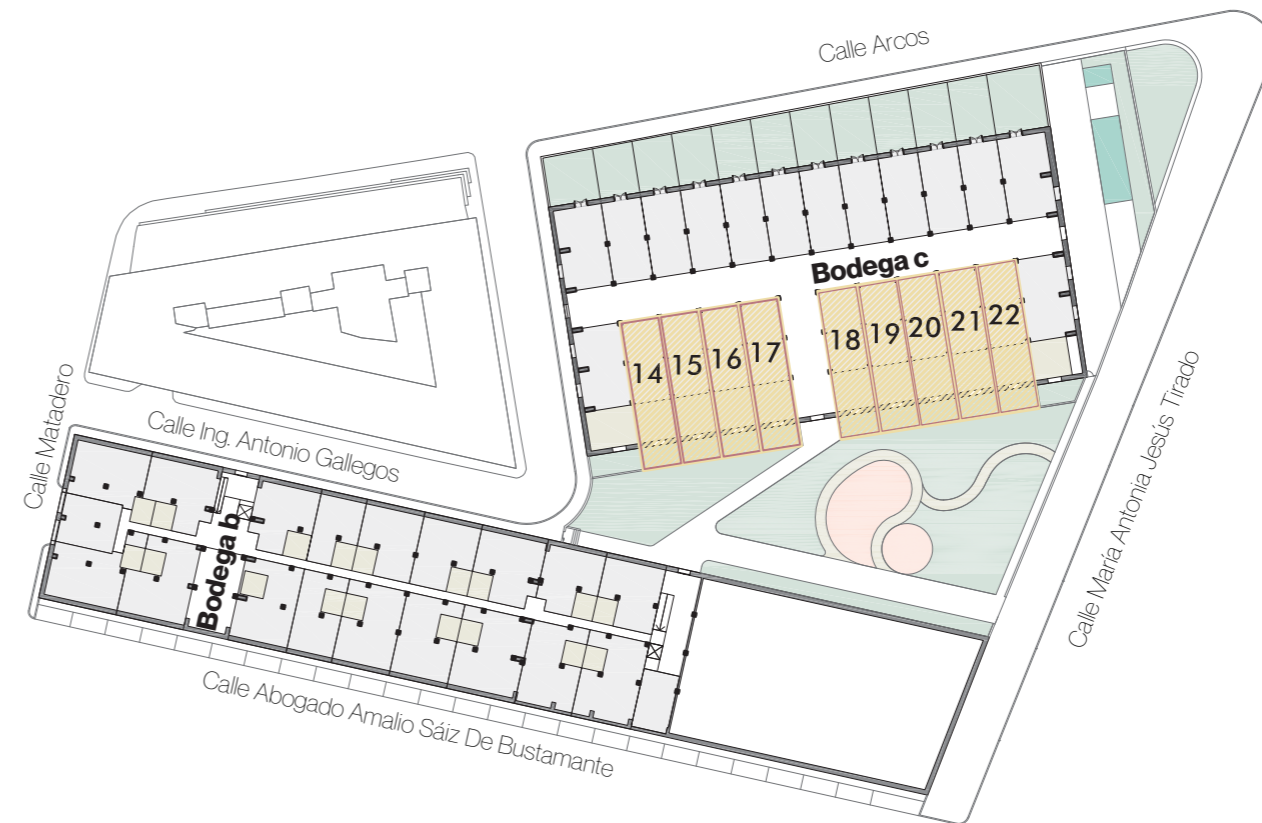 Calle Arcos
Bodega c
14
15
16
17
18
19
20
21
22
Calle Matadero
Calle Ing. Antonio Gallegos
Calle María Antonia Jesús Tirado
Bodega b
Calle Abogado Amalio Sáiz De Bustamante